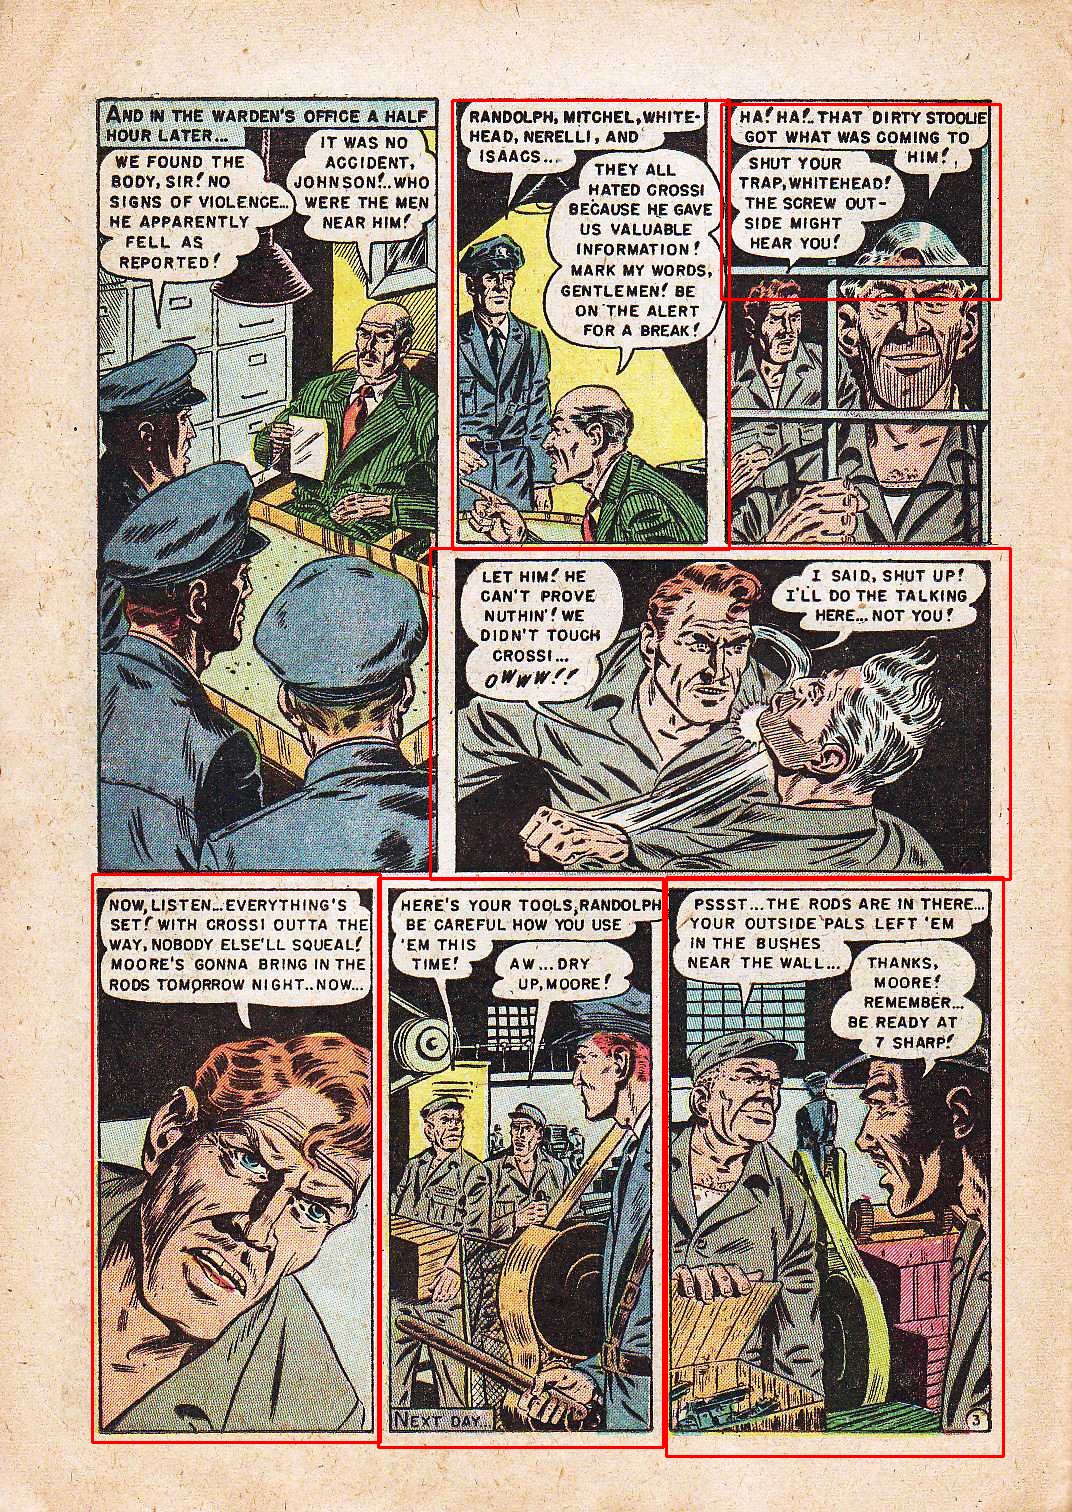 AND IN THE WARDEN'S OFFICE A HALF
HOUR LATER...
WE FOUND THE
BODY, SIR! NO
SIGNS OF VIOLENCE...
HE APPARENTLY
FELL AS
REPORTED!
IT WAS NO
ACCIDENT,
JOHNSON!..WHO
WERE THE MEN
NEAR HIM!
RANDOLPH, MITCHEL, WHITE-
HEAD, NERELLI, AND
ISAACS...
THEY ALL
HATED CROSSI
BECAUSE HE GAVE
US VALUABLE
INFORMATION!
MARK MY WORDS,
GENTLEMEN! BE
ON THE ALERT
FOR A BREAK!
HA! HA!.. THAT DIRTY STOOLIE
GOT WHAT WAS COMING TO
HIM!
SHUT YOUR
TRAP, WHITEHEAD!
THE SCREW OUT-
SIDE MIGHT
HEAR YOU!
LET HIM! HE
CAN'T PROVE
NUTHIN'! WE
DIDN'T TOUCH
CROSSI...
OWWW!!
I SAID, SHUT UP!
I'LL DO THE TALKING
HERE... NOT YOU!
NOW, LISTEN...EVERYTHING'S
SET! WITH CROSSI OUTTA THE
WAY, NOBODY ELSE'LL SQUEAL!
MOORE'S GONNA BRING IN THE
RODS TOMORROW NIGHT..NOW...
HERE'S YOUR TOOLS, RANDOLPH
BE CAREFUL HOW YOU USE
'EM THIS
TIME!
AW...DRY
UP, MOORE!
NEXT DAY..
PSSST...THE RODS ARE IN THERE...
YOUR OUTSIDE PALS LEFT 'EM
IN THE BUSHES
NEAR THE WALL...
THANKS,
MOORE!
REMEMBER...
BE READY AT
7 SHARP!
3